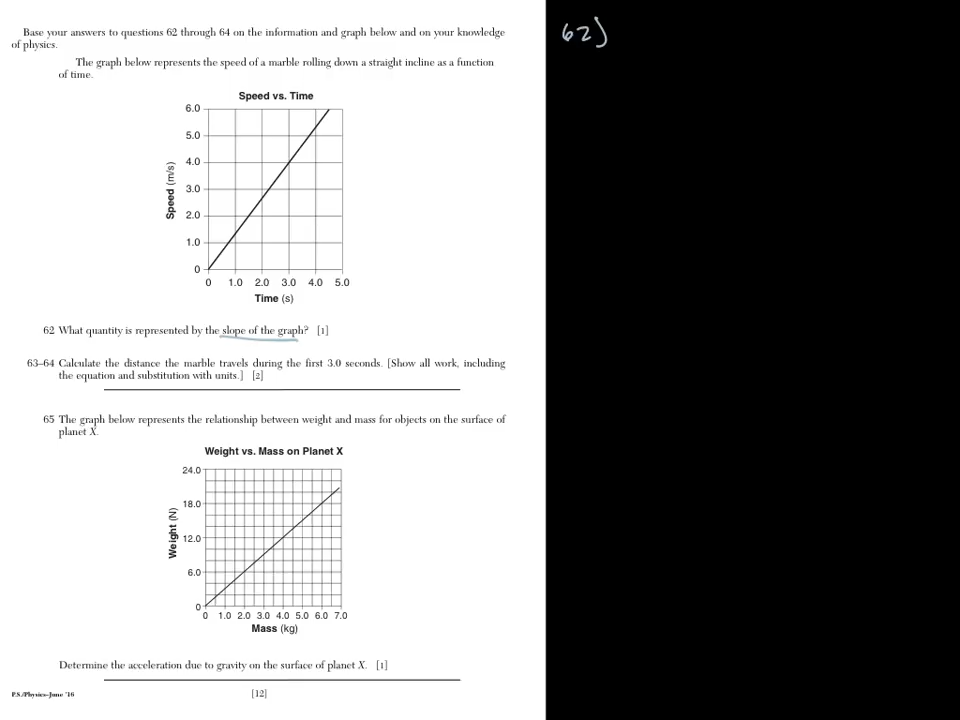 Base your answers to questions 62 through 64 on the information and graph below and on your knowledge
of physics.
The graph below represents the speed of a marble rolling down a straight incline as a function
of time.
Speed vs. Time
6.0
5.0
4.0
3.0
2.0
1.0
0
Speed (m/s)
0 1.0 2.0 3.0 4.0 5.0
Time (s)
62 What quantity is represented by the slope of the graph? [1]
63–64 Calculate the distance the marble travels during the first 3.0 seconds. [Show all work, including
the equation and substitution with units.] [2]
65 The graph below represents the relationship between weight and mass for objects on the surface of
planet X.
Weight vs. Mass on Planet X
24.0
18.0
12.0
6.0
0
Weight (N)
0 1.0 2.0 3.0 4.0 5.0 6.0 7.0
Mass (kg)
Determine the acceleration due to gravity on the surface of planet X. [1]
P.S./Physics–June '16
[12]
62)